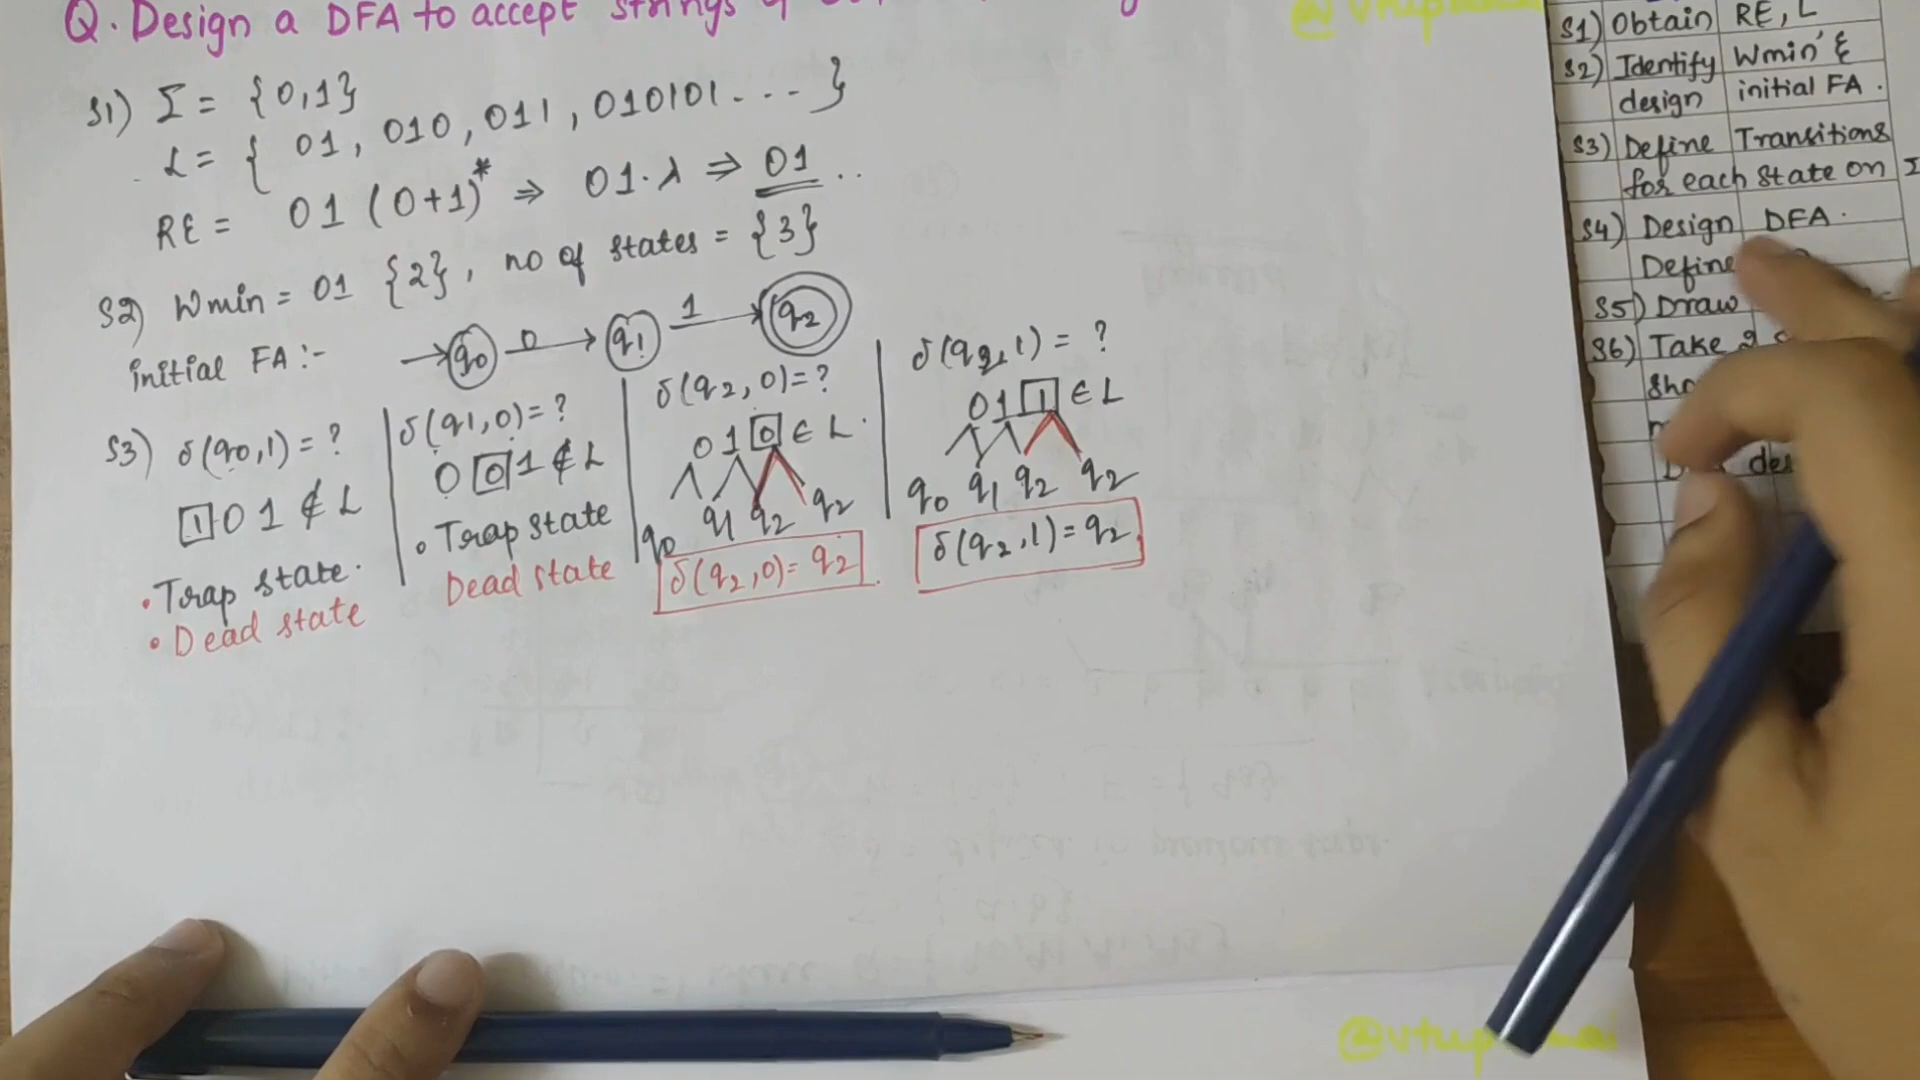 Q. Design a DFA to accept strings
S1) Σ = {0,1}
L = { 01, 010, 011, 010101.... }
RE = 01 (0+1)* ⇒ 01.λ ⇒ 01 ..
S2) Wmin = 01 {2}, no of states = {3}
initial FA :- → q0 0 → q1 1 → q2
S3) δ(q0,1) = ?
1 0 1 ∉ L
• Trap state.
• Dead state
δ(q1,0) = ?
0 0 1 ∉ L
• Trap state
Dead state
δ(q2,0) = ?
0 1 0 ∈ L.
q0 q1 q2 q2
δ(q2,0) = q2
δ(q2,1) = ?
0 1 1 ∈ L
q0 q1 q2 q2
δ(q2,1) = q2
S1) Obtain RE, L
S2) Identify Wmin &
design initial FA.
S3) Define Transitions
for each state on Σ
S4) Design DFA.
Define
S5) Draw
S6) Take 2